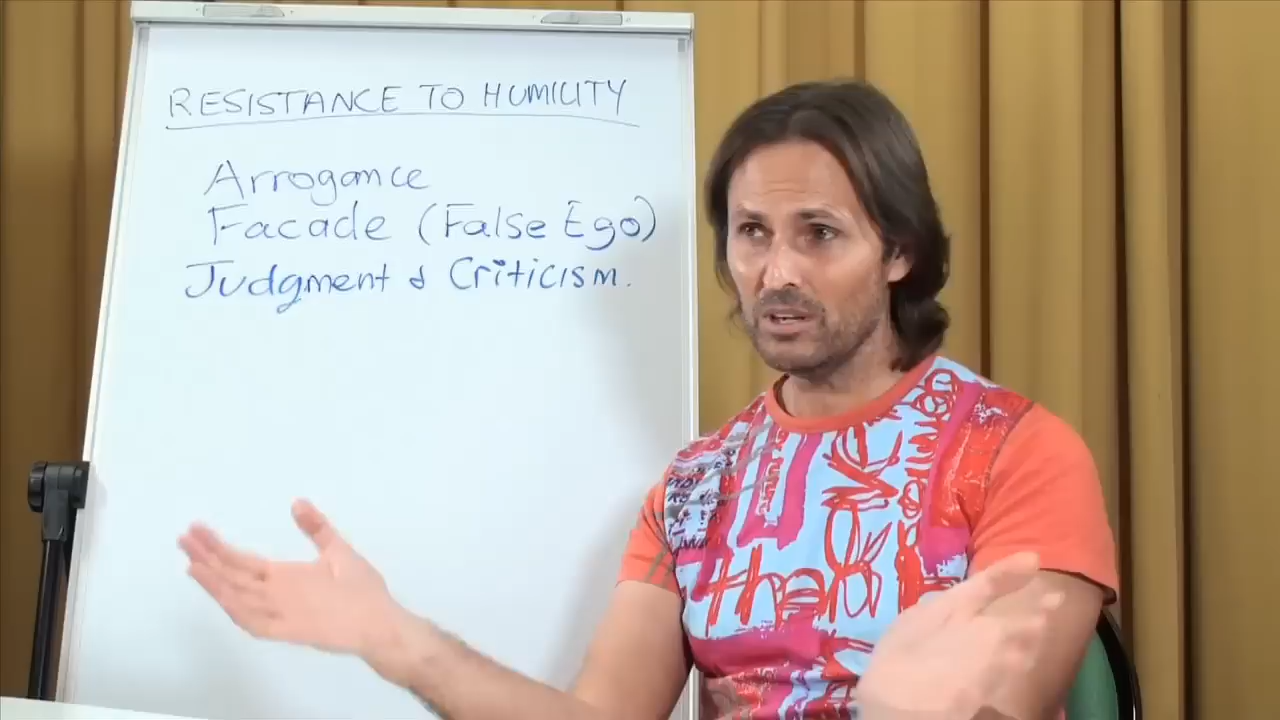 RESISTANCE TO HUMILITY
Arrogance
Facade (False Ego)
Judgment & Criticism.